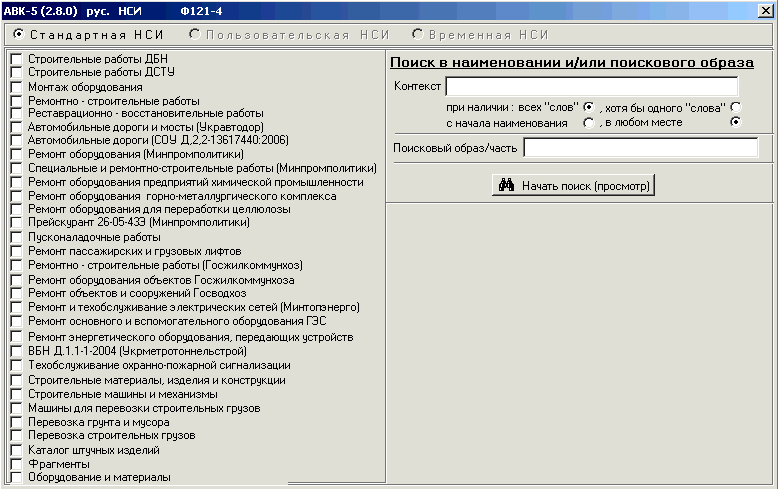 АВК-5 (2.8.0) рус. НСИ Ф121-4
Стандартная НСИ Пользовательская НСИ Временная НСИ
Строительные работы ДБН
Строительные работы ДСТУ
Монтаж оборудования
Ремонтно - строительные работы
Реставрационно - восстановительные работы
Автомобильные дороги и мосты (Укравтодор)
Автомобильные дороги (СОУ Д,2,2-13617440:2006)
Ремонт оборудования (Минпромполитики)
Специальные и ремонтно-строительные работы (Минпромполитики)
Ремонт оборудования предприятий химической промышленности
Ремонт оборудования горно-металлургического комплекса
Ремонт оборудования для переработки целлюлозы
Прейскурант 26-05-43Э (Минпромполитики)
Пусконаладочные работы
Ремонт пассажирских и грузовых лифтов
Ремонтно - строительные работы (Госжилкоммунхоз)
Ремонт оборудования объектов Госжилкоммунхоза
Ремонт объектов и сооружений Госводхоз
Ремонт и техобслуживание электрических сетей (Минтопэнерго)
Ремонт основного и вспомогательного оборудования ГЭС
Ремонт энергетического оборудования, передающих устройств
ВБН Д.1.1-1-2004 (Укрметротоннельстрой)
Техобслуживание охранно-пожарной сигнализации
Строительные материалы, изделия и конструкции
Строительные машины и механизмы
Машины для перевозки строительных грузов
Перевозка грунта и мусора
Перевозка строительных грузов
Каталог штучных изделий
Фрагменты
Оборудование и материалы
Поиск в наименовании и/или поискового образа
Контекст
при наличии : всех "слов" , хотя бы одного "слова"
с начала наименования , в любом месте
Поисковый образ/часть
Начать поиск (просмотр)